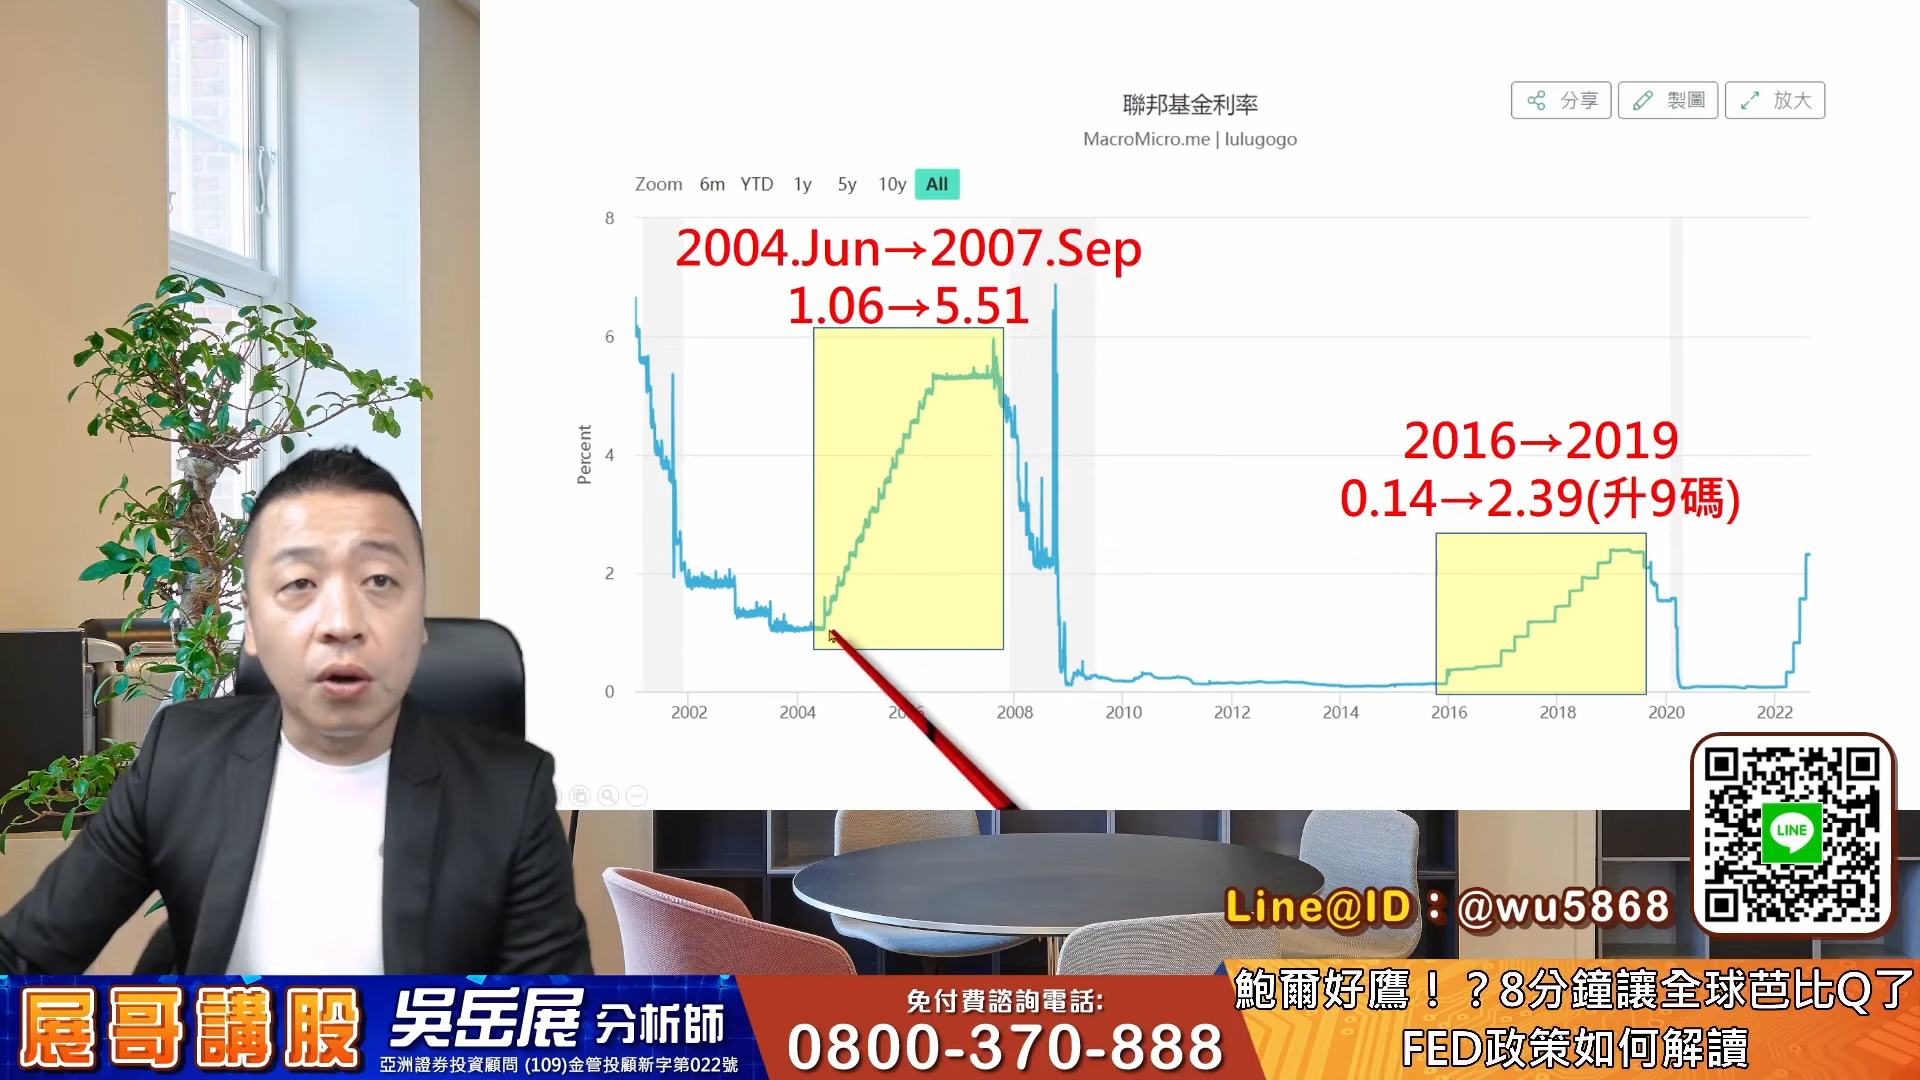 聯邦基金利率
MacroMicro.me | lulugogo
分享
製圖
放大
Zoom 6m YTD 1y 5y 10y All
2004.Jun→2007.Sep
1.06→5.51
2016→2019
0.14→2.39(升9碼)
Percent
8
6
4
2
0
2002 2004 2006 2008 2010 2012 2014 2016 2018 2020 2022
LINE
Line@ID：@wu5868
展哥講股
吳岳展 分析師
亞洲證券投資顧問 (109)金管投顧新字第022號
免付費諮詢電話:
0800-370-888
鮑爾好鷹！？8分鐘讓全球芭比Q了
FED政策如何解讀